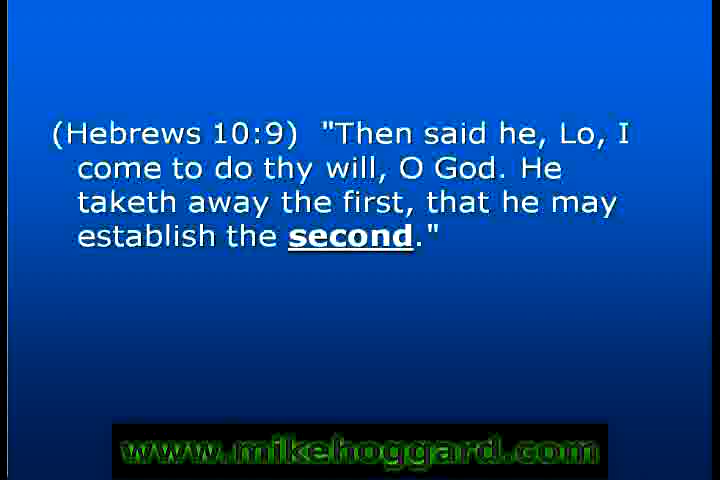 (Hebrews 10:9)  "Then said he, Lo, I
come to do thy will, O God. He
taketh away the first, that he may
establish the second."
www.mikehoggard.com